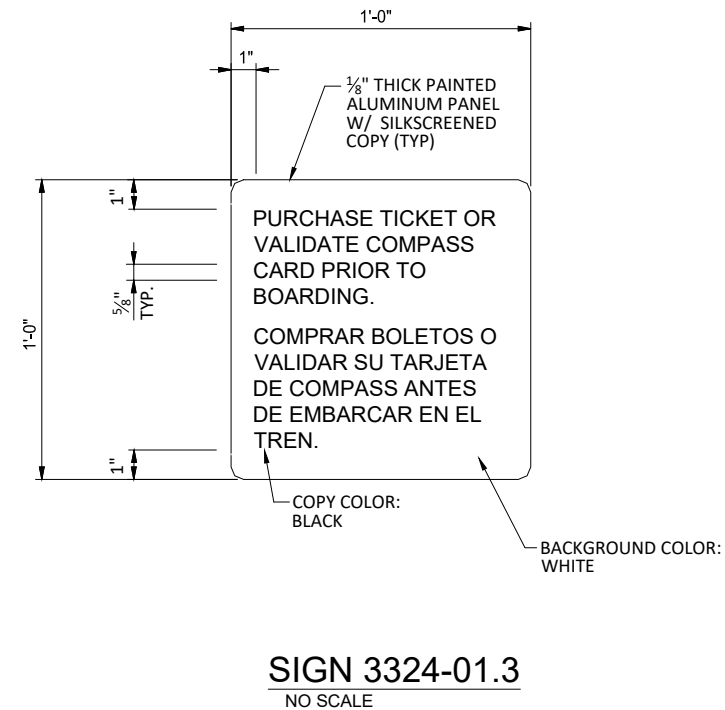 1'-0"
1"
⅛" THICK PAINTED
ALUMINUM PANEL
W/ SILKSCREENED
COPY (TYP)
1"
PURCHASE TICKET OR
VALIDATE COMPASS
CARD PRIOR TO
BOARDING.
⅝"
TYP.
1'-0"
COMPRAR BOLETOS O
VALIDAR SU TARJETA
DE COMPASS ANTES
DE EMBARCAR EN EL
TREN.
1"
COPY COLOR:
BLACK
BACKGROUND COLOR:
WHITE
SIGN 3324-01.3
NO SCALE